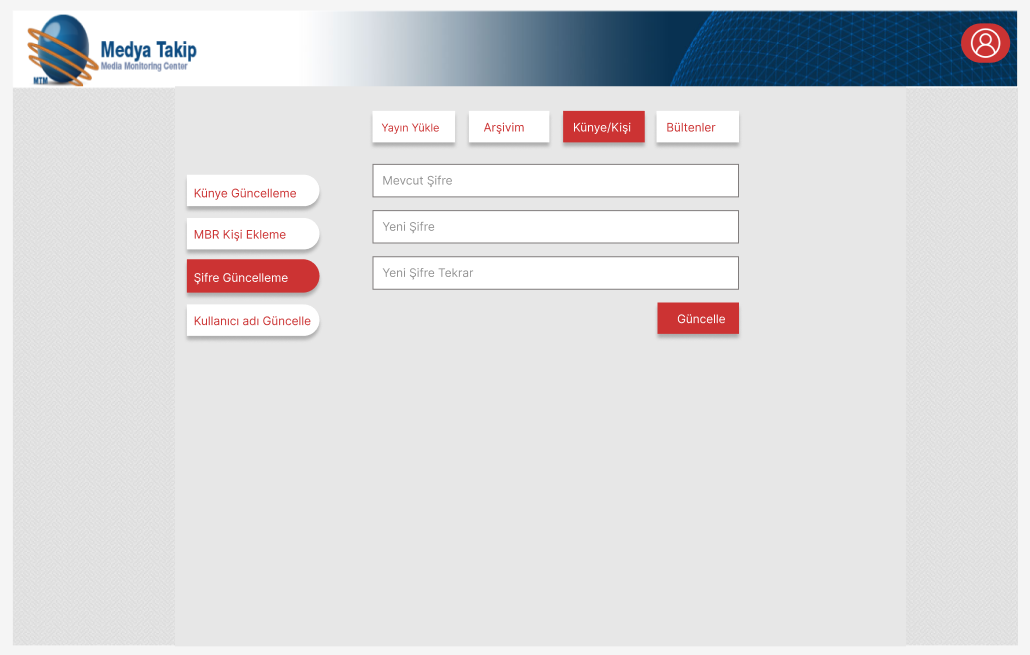 Medya Takip
Media Monitoring Center
MTM
Yayın Yükle
Arşivim
Künye/Kişi
Bültenler
Künye Güncelleme
MBR Kişi Ekleme
Şifre Güncelleme
Kullanıcı adı Güncelle
Mevcut Şifre
Yeni Şifre
Yeni Şifre Tekrar
Güncelle